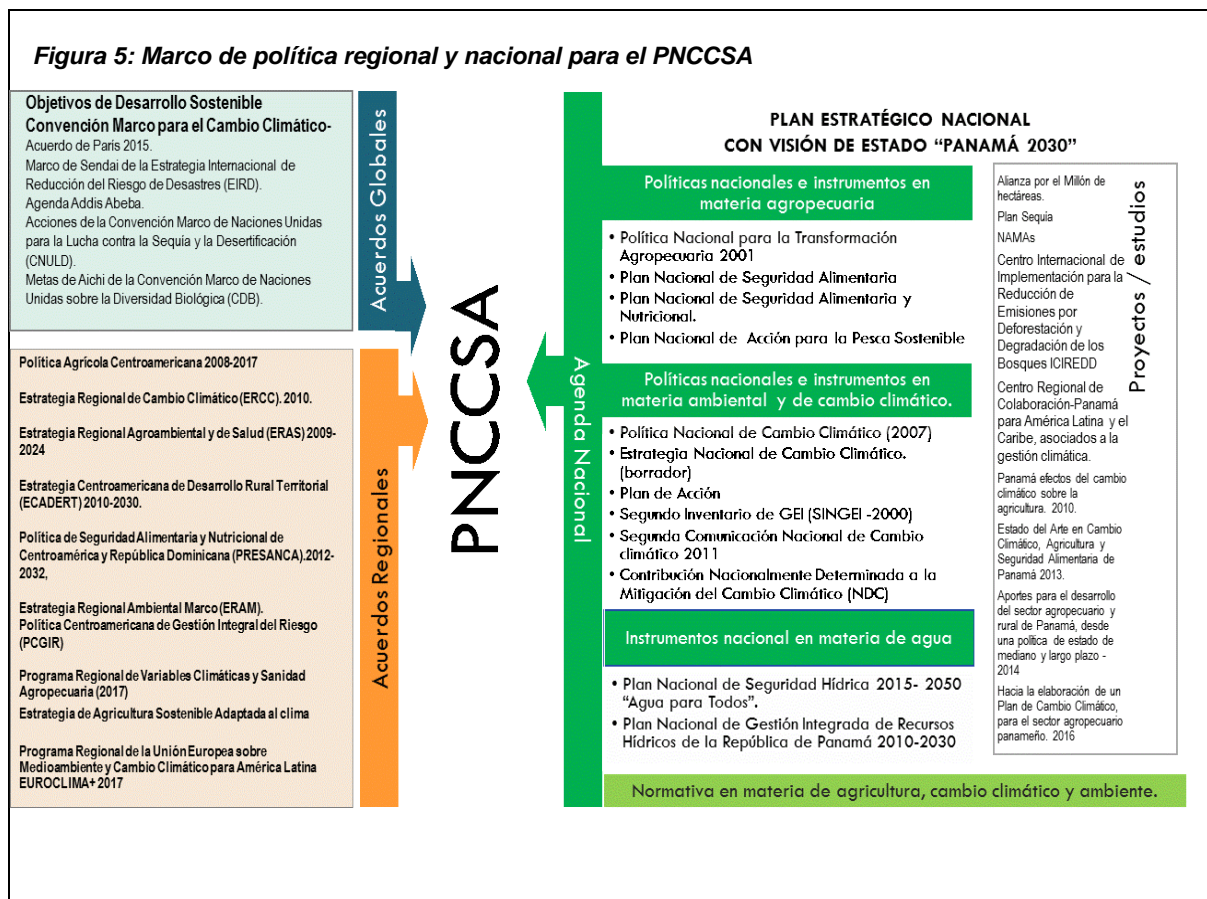 Figura 5: Marco de política regional y nacional para el PNCCSA
Objetivos de Desarrollo Sostenible
Convención Marco para el Cambio Climático-
Acuerdo de Paris 2015.
Marco de Sendai de la Estrategia Internacional de
Reducción del Riesgo de Desastres (EIRD).
Agenda Addis Abeba.
Acciones de la Convención Marco de Naciones Unidas
para la Lucha contra la Sequía y la Desertificación
(CNULD).
Metas de Aichi de la Convención Marco de Naciones
Unidas sobre la Diversidad Biológica (CDB).
Acuerdos Globales
Política Agrícola Centroamericana 2008-2017
Estrategia Regional de Cambio Climático (ERCC). 2010.
Estrategia Regional Agroambiental y de Salud (ERAS) 2009-
2024
Estrategia Centroamericana de Desarrollo Rural Territorial
(ECADERT) 2010-2030.
Política de Seguridad Alimentaria y Nutricional de
Centroamérica y República Dominicana (PRESANCA).2012-
2032,
Estrategia Regional Ambiental Marco (ERAM).
Política Centroamericana de Gestión Integral del Riesgo
(PCGIR)
Programa Regional de Variables Climáticas y Sanidad
Agropecuaria (2017)
Estrategia de Agricultura Sostenible Adaptada al clima
Programa Regional de la Unión Europea sobre
Medioambiente y Cambio Climático para América Latina
EUROCLIMA+ 2017
Acuerdos Regionales
PNCCSA
Agenda Nacional
PLAN ESTRATÉGICO NACIONAL
CON VISIÓN DE ESTADO “PANAMÁ 2030”
Políticas nacionales e instrumentos en
materia agropecuaria
• Política Nacional para la Transformación
Agropecuaria 2001
• Plan Nacional de Seguridad Alimentaria
• Plan Nacional de Seguridad Alimentaria y
Nutricional.
• Plan Nacional de Acción para la Pesca Sostenible
Políticas nacionales e instrumentos en
materia ambiental y de cambio climático.
• Política Nacional de Cambio Climático (2007)
• Estrategia Nacional de Cambio Climático.
(borrador)
• Plan de Acción
• Segundo Inventario de GEI (SINGEI -2000)
• Segunda Comunicación Nacional de Cambio
climático 2011
• Contribución Nacionalmente Determinada a la
Mitigación del Cambio Climático (NDC)
Instrumentos nacional en materia de agua
• Plan Nacional de Seguridad Hídrica 2015- 2050
“Agua para Todos”.
• Plan Nacional de Gestión Integrada de Recursos
Hídricos de la República de Panamá 2010-2030
Normativa en materia de agricultura, cambio climático y ambiente.
Alianza por el Millón de
hectáreas.
Plan Sequía
NAMAs
Centro Internacional de
Implementación para la
Reducción de
Emisiones por
Deforestación y
Degradación de los
Bosques ICIREDD
Centro Regional de
Colaboración-Panamá
para América Latina y el
Caribe, asociados a la
gestión climática.
Panamá efectos del cambio
climático sobre la
agricultura. 2010.
Estado del Arte en Cambio
Climático, Agricultura y
Seguridad Alimentaria de
Panamá 2013.
Aportes para el desarrollo
del sector agropecuario y
rural de Panamá, desde
una política de estado de
mediano y largo plazo -
2014
Hacia la elaboración de un
Plan de Cambio Climático,
para el sector agropecuario
panameño. 2016
Proyectos / estudios